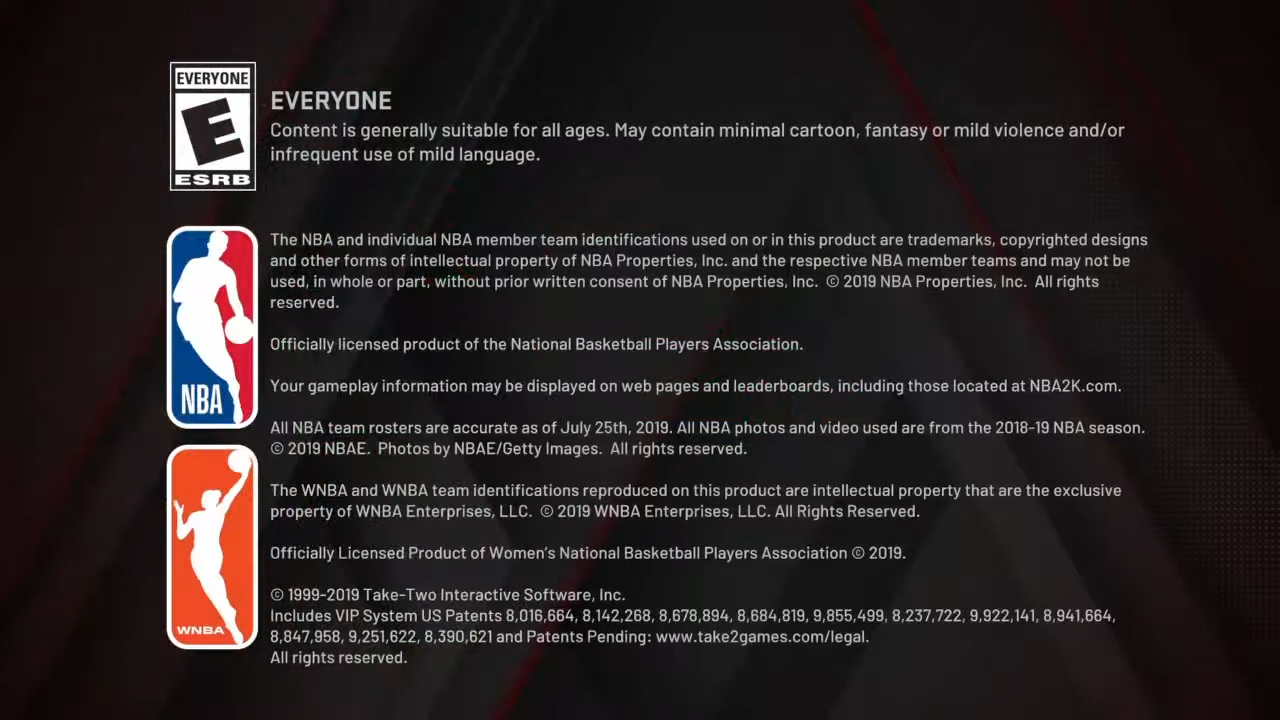 EVERYONE
E
ESRB
EVERYONE
Content is generally suitable for all ages. May contain minimal cartoon, fantasy or mild violence and/or
infrequent use of mild language.
The NBA and individual NBA member team identifications used on or in this product are trademarks, copyrighted designs
and other forms of intellectual property of NBA Properties, Inc. and the respective NBA member teams and may not be
used, in whole or part, without prior written consent of NBA Properties, Inc. © 2019 NBA Properties, Inc. All rights
reserved.
Officially licensed product of the National Basketball Players Association.
Your gameplay information may be displayed on web pages and leaderboards, including those located at NBA2K.com.
NBA
All NBA team rosters are accurate as of July 25th, 2019. All NBA photos and video used are from the 2018-19 NBA season.
© 2019 NBAE. Photos by NBAE/Getty Images. All rights reserved.
The WNBA and WNBA team identifications reproduced on this product are intellectual property that are the exclusive
property of WNBA Enterprises, LLC. © 2019 WNBA Enterprises, LLC. All Rights Reserved.
Officially Licensed Product of Women's National Basketball Players Association © 2019.
© 1999-2019 Take-Two Interactive Software, Inc.
Includes VIP System US Patents 8,016,664, 8,142,268, 8,678,894, 8,684,819, 9,855,499, 8,237,722, 9,922,141, 8,941,664,
WNBA
8,847,958, 9,251,622, 8,390,621 and Patents Pending: www.take2games.com/legal.
All rights reserved.